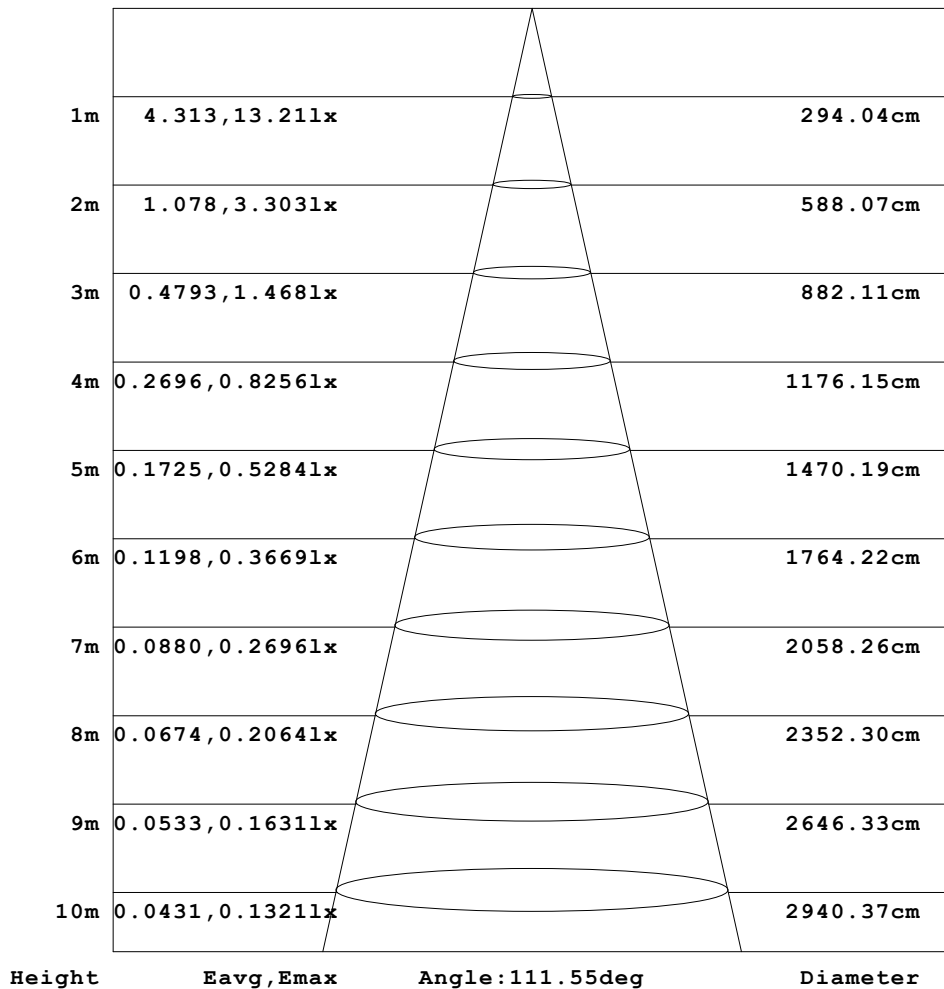 1m 4.313,13.21lx 294.04cm
2m 1.078,3.303lx 588.07cm
3m 0.4793,1.468lx 882.11cm
4m 0.2696,0.8256lx 1176.15cm
5m 0.1725,0.5284lx 1470.19cm
6m 0.1198,0.3669lx 1764.22cm
7m 0.0880,0.2696lx 2058.26cm
8m 0.0674,0.2064lx 2352.30cm
9m 0.0533,0.1631lx 2646.33cm
10m 0.0431,0.1321lx 2940.37cm
Height Eavg,Emax Angle:111.55deg Diameter